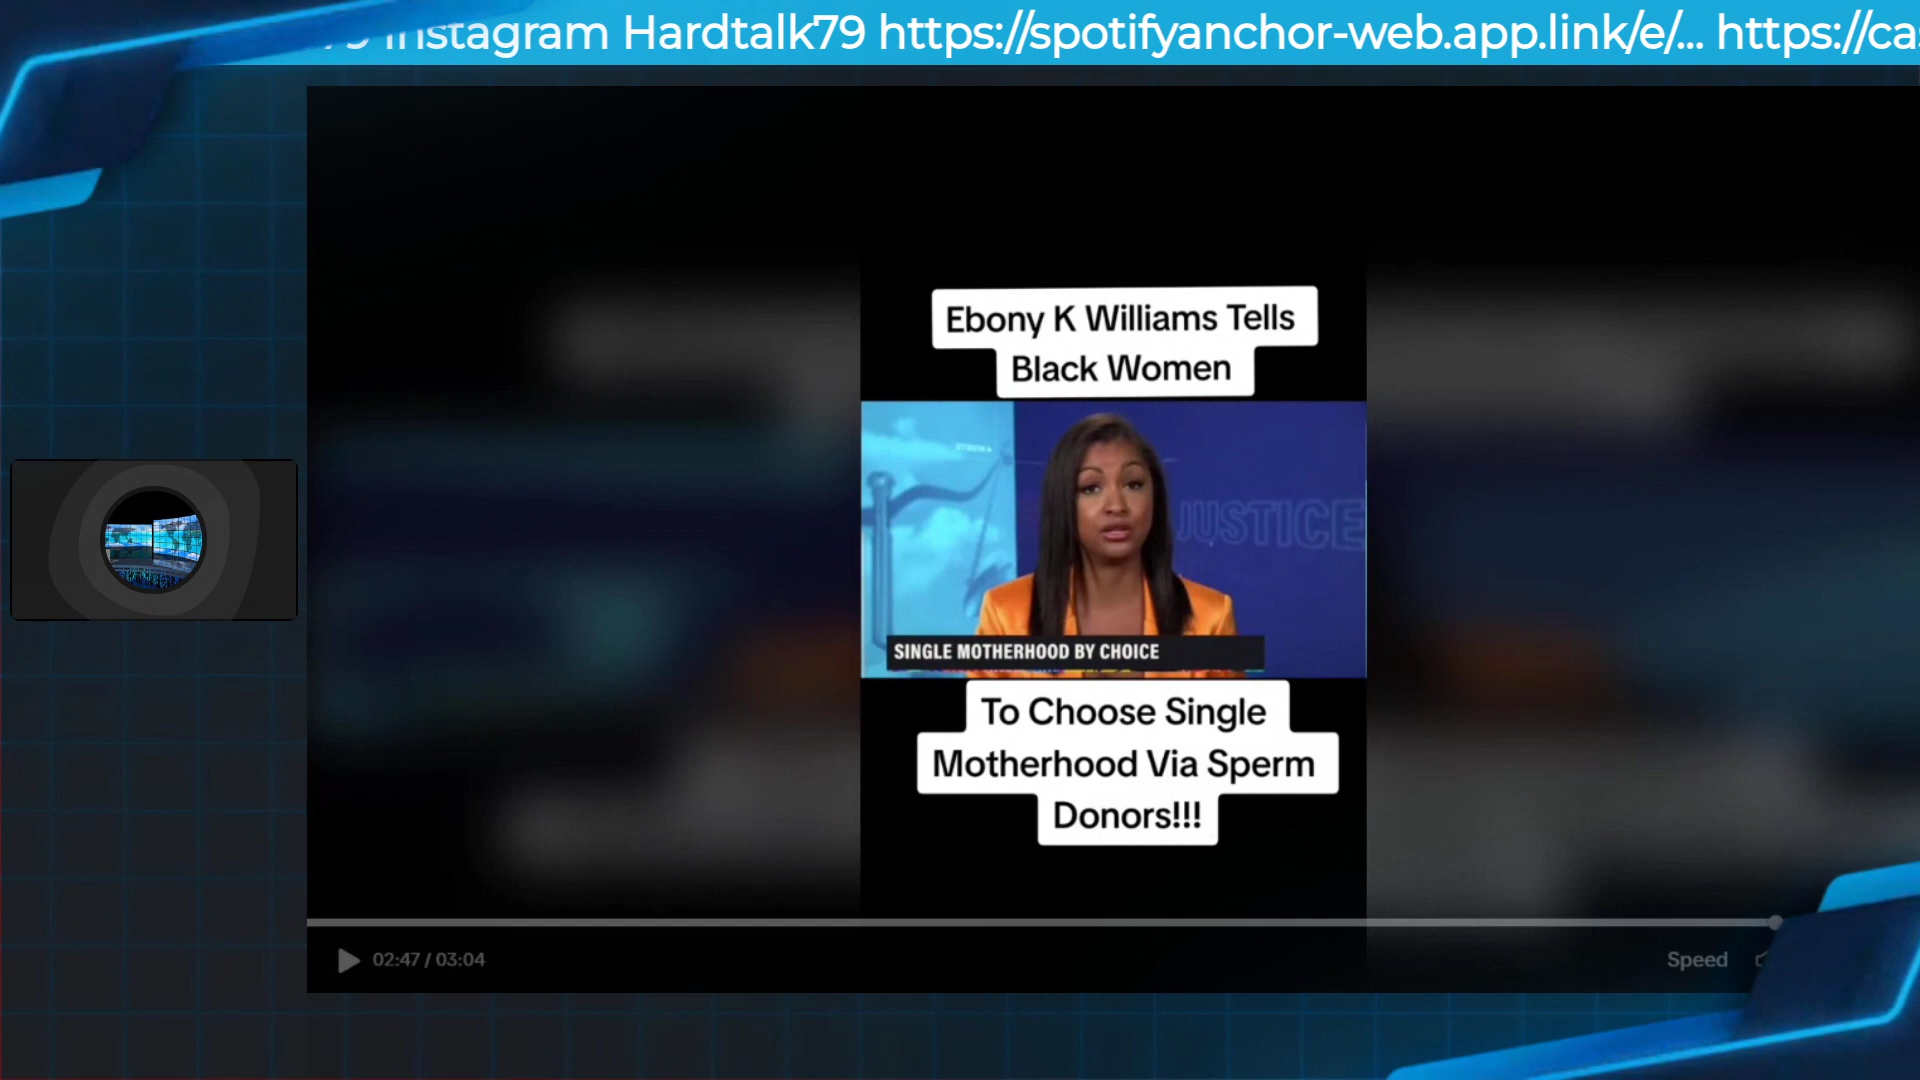 Instagram Hardtalk79 https://spotifyanchor-web.app.link/e/... https://ca
Ebony K Williams Tells
Black Women
JUSTICE
SINGLE MOTHERHOOD BY CHOICE
To Choose Single
Motherhood Via Sperm
Donors!!!
02:47 / 03:04
Speed